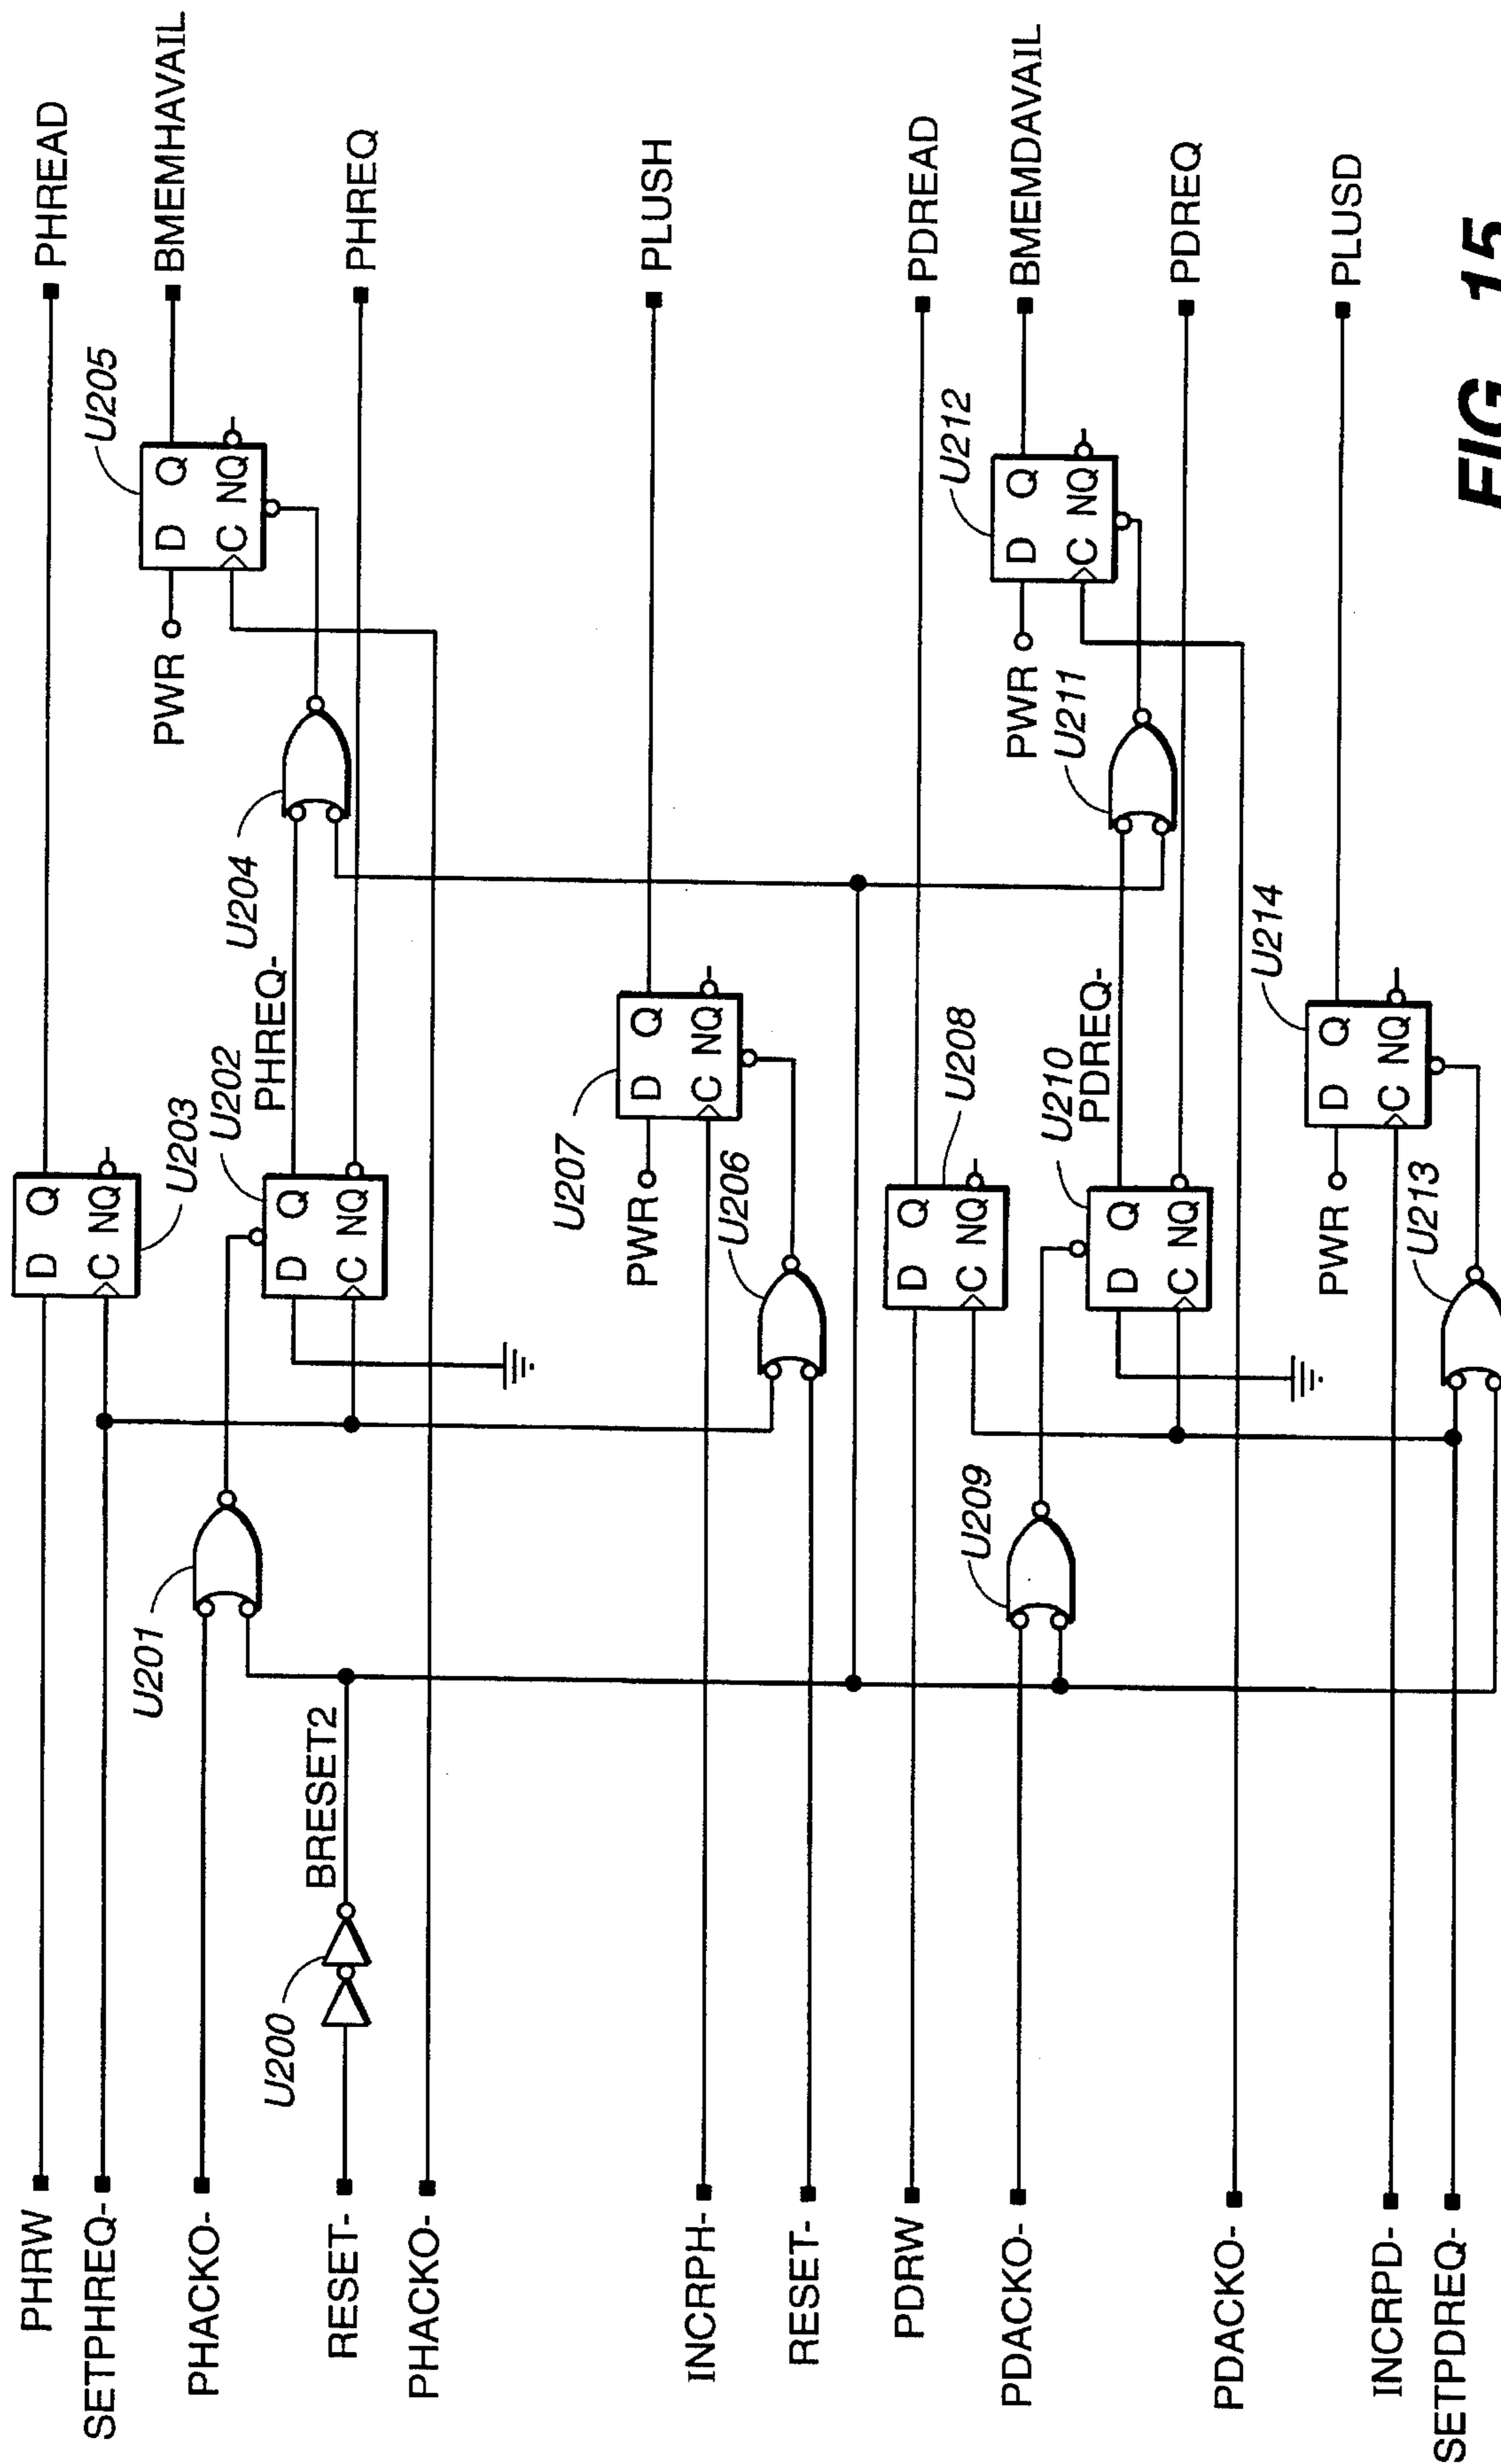 PHRW
SETPHREQ-
PHACKO-
RESET-
PHACKO-
INCRPH-
RESET-
PDRW
PDACKO-
PDACKO-
INCRPD-
SETPDREQ-
U200
BRESET2
U201
U209
D Q
C NQ
U203
U202
D Q
C NQ
PHREQ-
U204
PWR
D Q
C NQ
U205
U207
PWR
D Q
C NQ
U206
D Q
C NQ
U208
U210
PDREQ-
D Q
C NQ
U211
PWR
D Q
C NQ
U212
U213
PWR
D Q
C NQ
U214
PHREAD
BMEMHAVAIL
PHREQ
PLUSH
PDREAD
BMEMDAVAIL
PDREQ
PLUSD
FIG_15